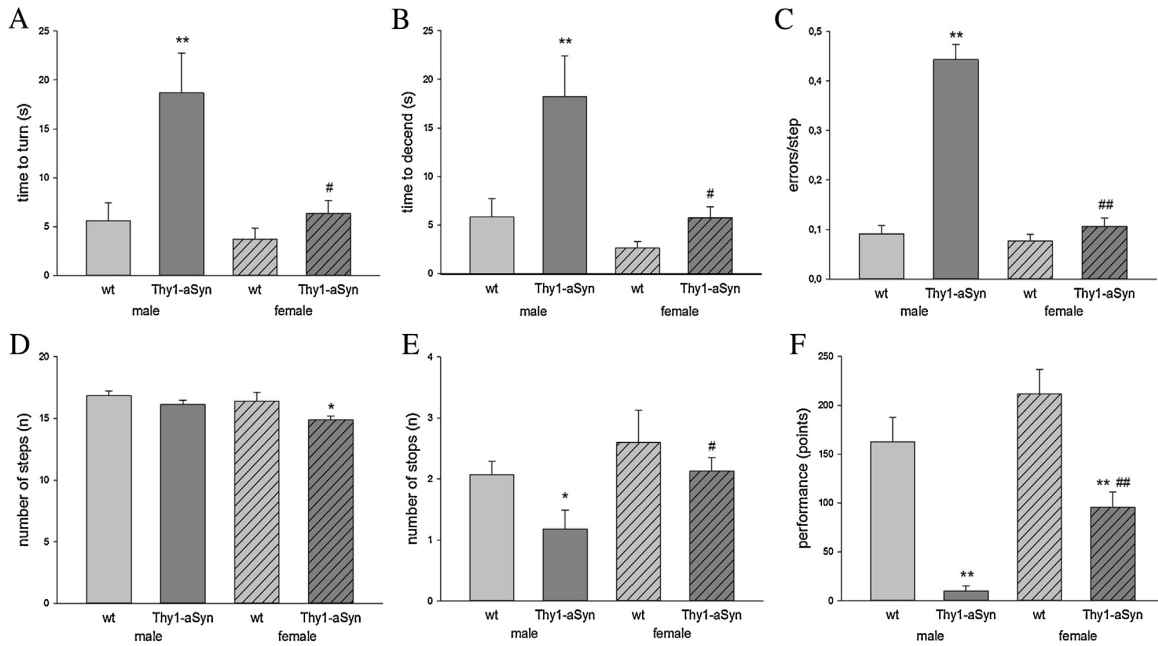 A
time to turn (s)
25
20
15
10
5
0
**
#
wt Thy1-aSyn wt Thy1-aSyn
male female
B
time to decend (s)
25
20
15
10
5
0
**
#
wt Thy1-aSyn wt Thy1-aSyn
male female
C
errors/step
0,5
0,4
0,3
0,2
0,1
0,0
**
##
wt Thy1-aSyn wt Thy1-aSyn
male female
D
number of steps (n)
20
15
10
5
0
*
wt Thy1-aSyn wt Thy1-aSyn
male female
E
number of stops (n)
4
3
2
1
0
*
#
wt Thy1-aSyn wt Thy1-aSyn
male female
F
performance (points)
250
200
150
100
50
0
**
** ##
wt Thy1-aSyn wt Thy1-aSyn
male female